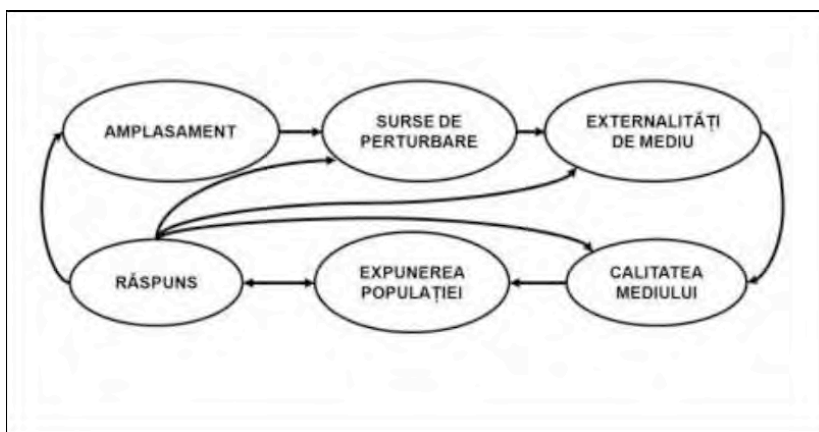 AMPLASAMENT
SURSE DE
PERTURBARE
EXTERNALITĂȚI
DE MEDIU
RĂSPUNS
EXPUNEREA
POPULAȚIEI
CALITATEA
MEDIULUI